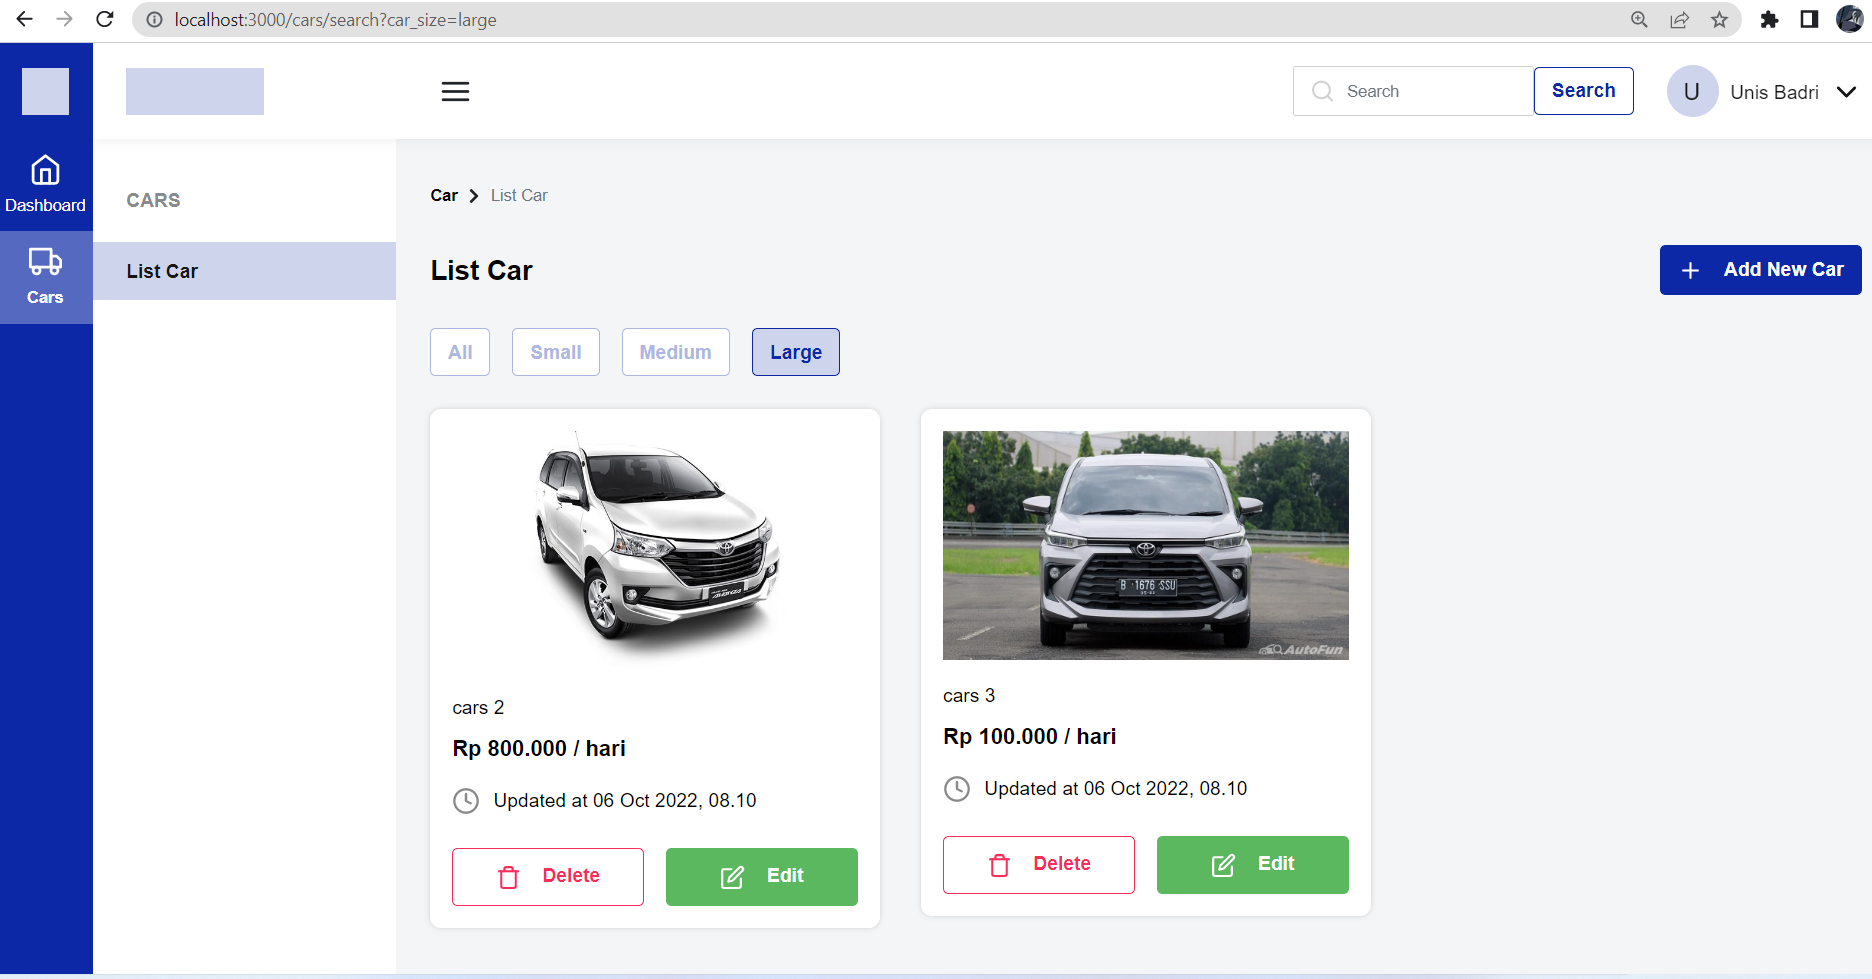 localhost:3000/cars/search?car_size=large
Search
Search
U
Unis Badri
Dashboard
Cars
CARS
List Car
Car
List Car
List Car
Add New Car
All
Small
Medium
Large
AVANZA
cars 2
Rp 800.000 / hari
Updated at 06 Oct 2022, 08.10
Delete
Edit
B 1676 SSU
AutoFun
cars 3
Rp 100.000 / hari
Updated at 06 Oct 2022, 08.10
Delete
Edit